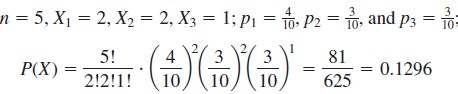 n = 5, X₁ = 2, X₂ = 2, X₃ = 1; p₁ = 4/10, p₂ = 3/10, and p₃ = 3/10:
P(X) = 5!/2!2!1! · (4/10)²(3/10)²(3/10)¹ = 81/625 = 0.1296